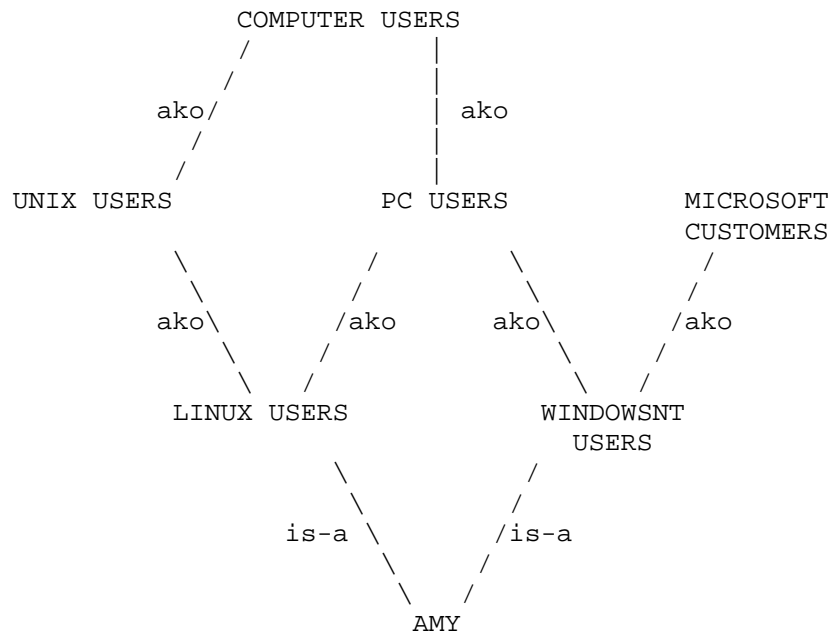 COMPUTER USERS
ako ako
UNIX USERS PC USERS MICROSOFT
CUSTOMERS
ako ako ako ako
LINUX USERS WINDOWSNT
USERS
is-a is-a
AMY